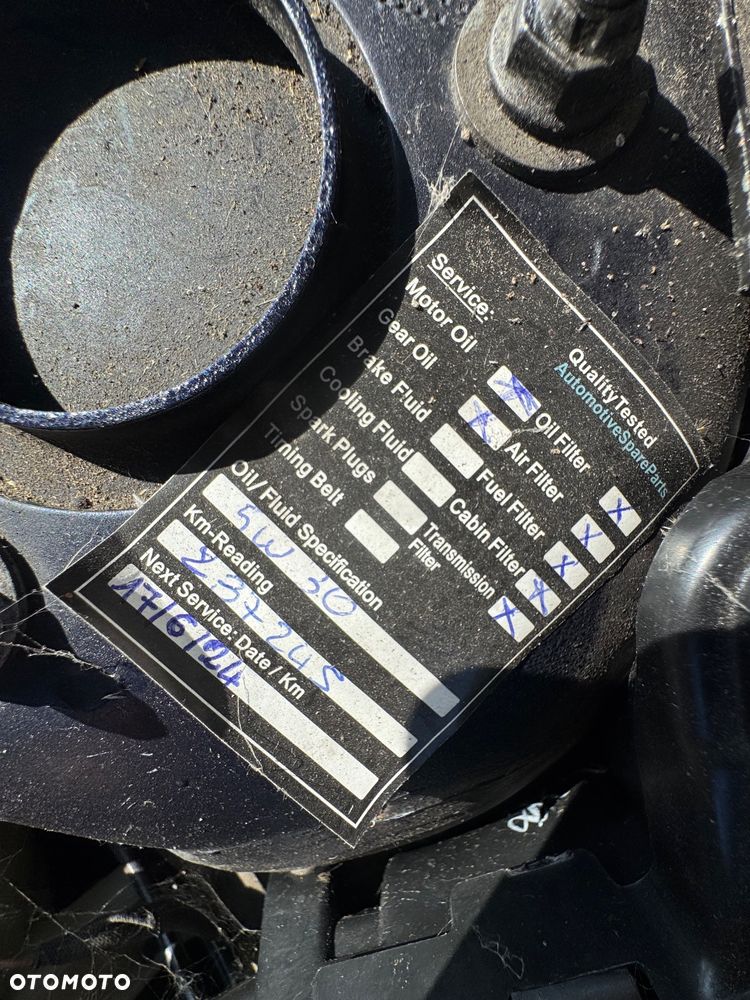 QualityTested
AutomotiveSpareParts
Service:
Motor Oil
Gear Oil
Brake Fluid
Cooling Fluid
Spark Plugs
Timing Belt
Oil Filter
Air Filter
Fuel Filter
Cabin Filter
Transmission
Filter
Oil/ Fluid Specification
5W 30
Km-Reading
237245
Next Service: Date / Km
17/6/24
OTOMOTO